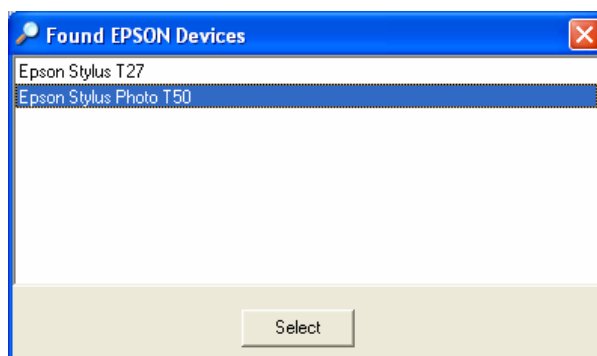 Found EPSON Devices
Epson Stylus T27
Epson Stylus Photo T50
Select